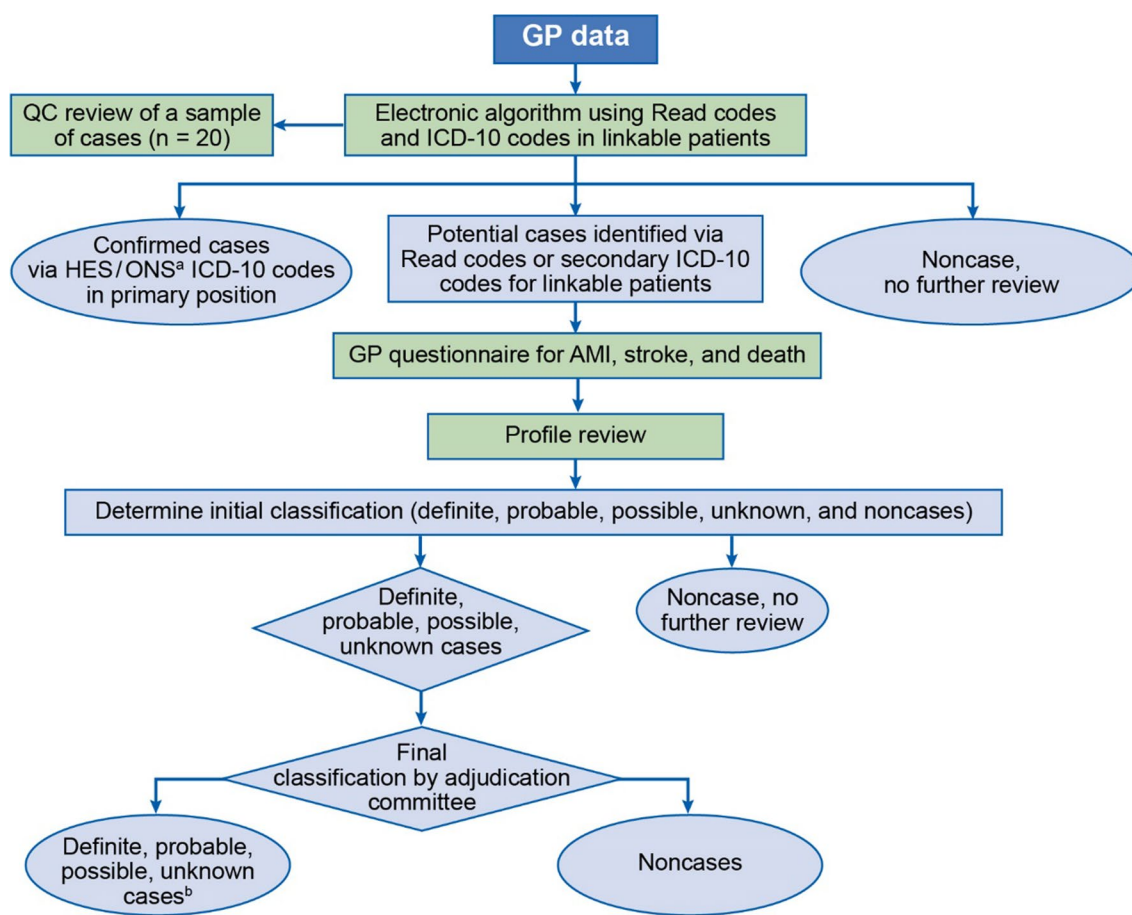 GP data
QC review of a sample
of cases (n = 20)
Electronic algorithm using Read codes
and ICD-10 codes in linkable patients
Confirmed cases
via HES/ONSᵃ ICD-10 codes
in primary position
Potential cases identified via
Read codes or secondary ICD-10
codes for linkable patients
Noncase,
no further review
GP questionnaire for AMI, stroke, and death
Profile review
Determine initial classification (definite, probable, possible, unknown, and noncases)
Definite,
probable, possible,
unknown cases
Noncase, no
further review
Final
classification by adjudication
committee
Definite, probable,
possible, unknown
casesᵇ
Noncases